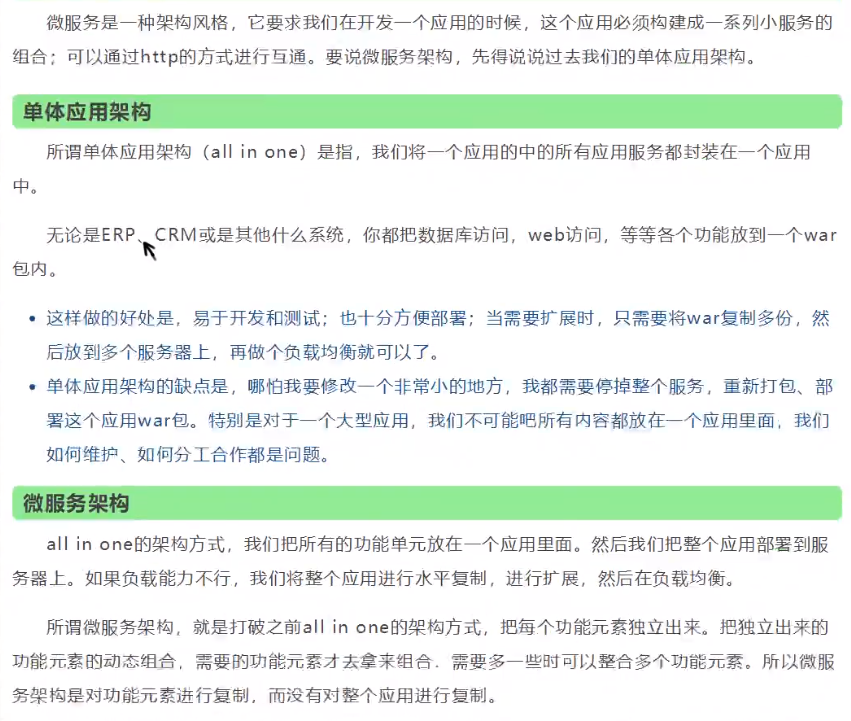 微服务是一种架构风格，它要求我们在开发一个应用的时候，这个应用必须构建成一系列小服务的
组合；可以通过http的方式进行互通。要说微服务架构，先得说说过去我们的单体应用架构。
单体应用架构
所谓单体应用架构（all in one）是指，我们将一个应用的中的所有应用服务都封装在一个应用
中。
无论是ERP、CRM或是其他什么系统，你都把数据库访问，web访问，等等各个功能放到一个war
包内。
• 这样做的好处是，易于开发和测试；也十分方便部署；当需要扩展时，只需要将war复制多份，然
后放到多个服务器上，再做个负载均衡就可以了。
• 单体应用架构的缺点是，哪怕我要修改一个非常小的地方，我都需要停掉整个服务，重新打包、部
署这个应用war包。特别是对于一个大型应用，我们不可能吧所有内容都放在一个应用里面，我们
如何维护、如何分工合作都是问题。
微服务架构
all in one的架构方式，我们把所有的功能单元放在一个应用里面。然后我们把整个应用部署到服
务器上。如果负载能力不行，我们将整个应用进行水平复制，进行扩展，然后在负载均衡。
所谓微服务架构，就是打破之前all in one的架构方式，把每个功能元素独立出来。把独立出来的
功能元素的动态组合，需要的功能元素才去拿来组合．需要多一些时可以整合多个功能元素。所以微服
务架构是对功能元素进行复制，而没有对整个应用进行复制。